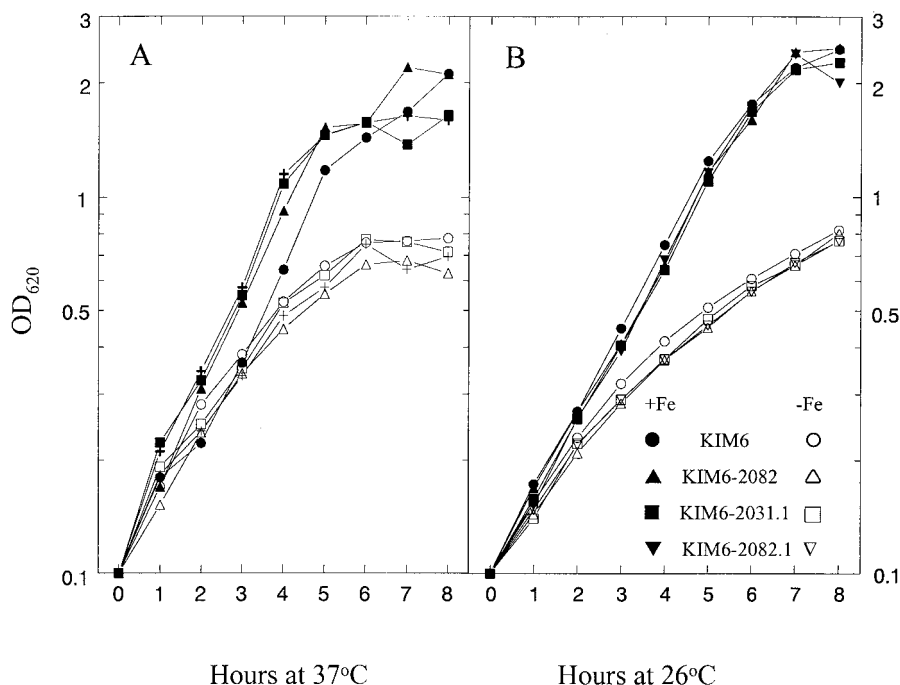 3
2
1
0.5
0.1
OD620
A
0 1 2 3 4 5 6 7 8
Hours at 37oC
B
0 1 2 3 4 5 6 7 8
Hours at 26oC
3
2
1
0.5
0.1
+Fe -Fe
KIM6
KIM6-2082
KIM6-2031.1
KIM6-2082.1